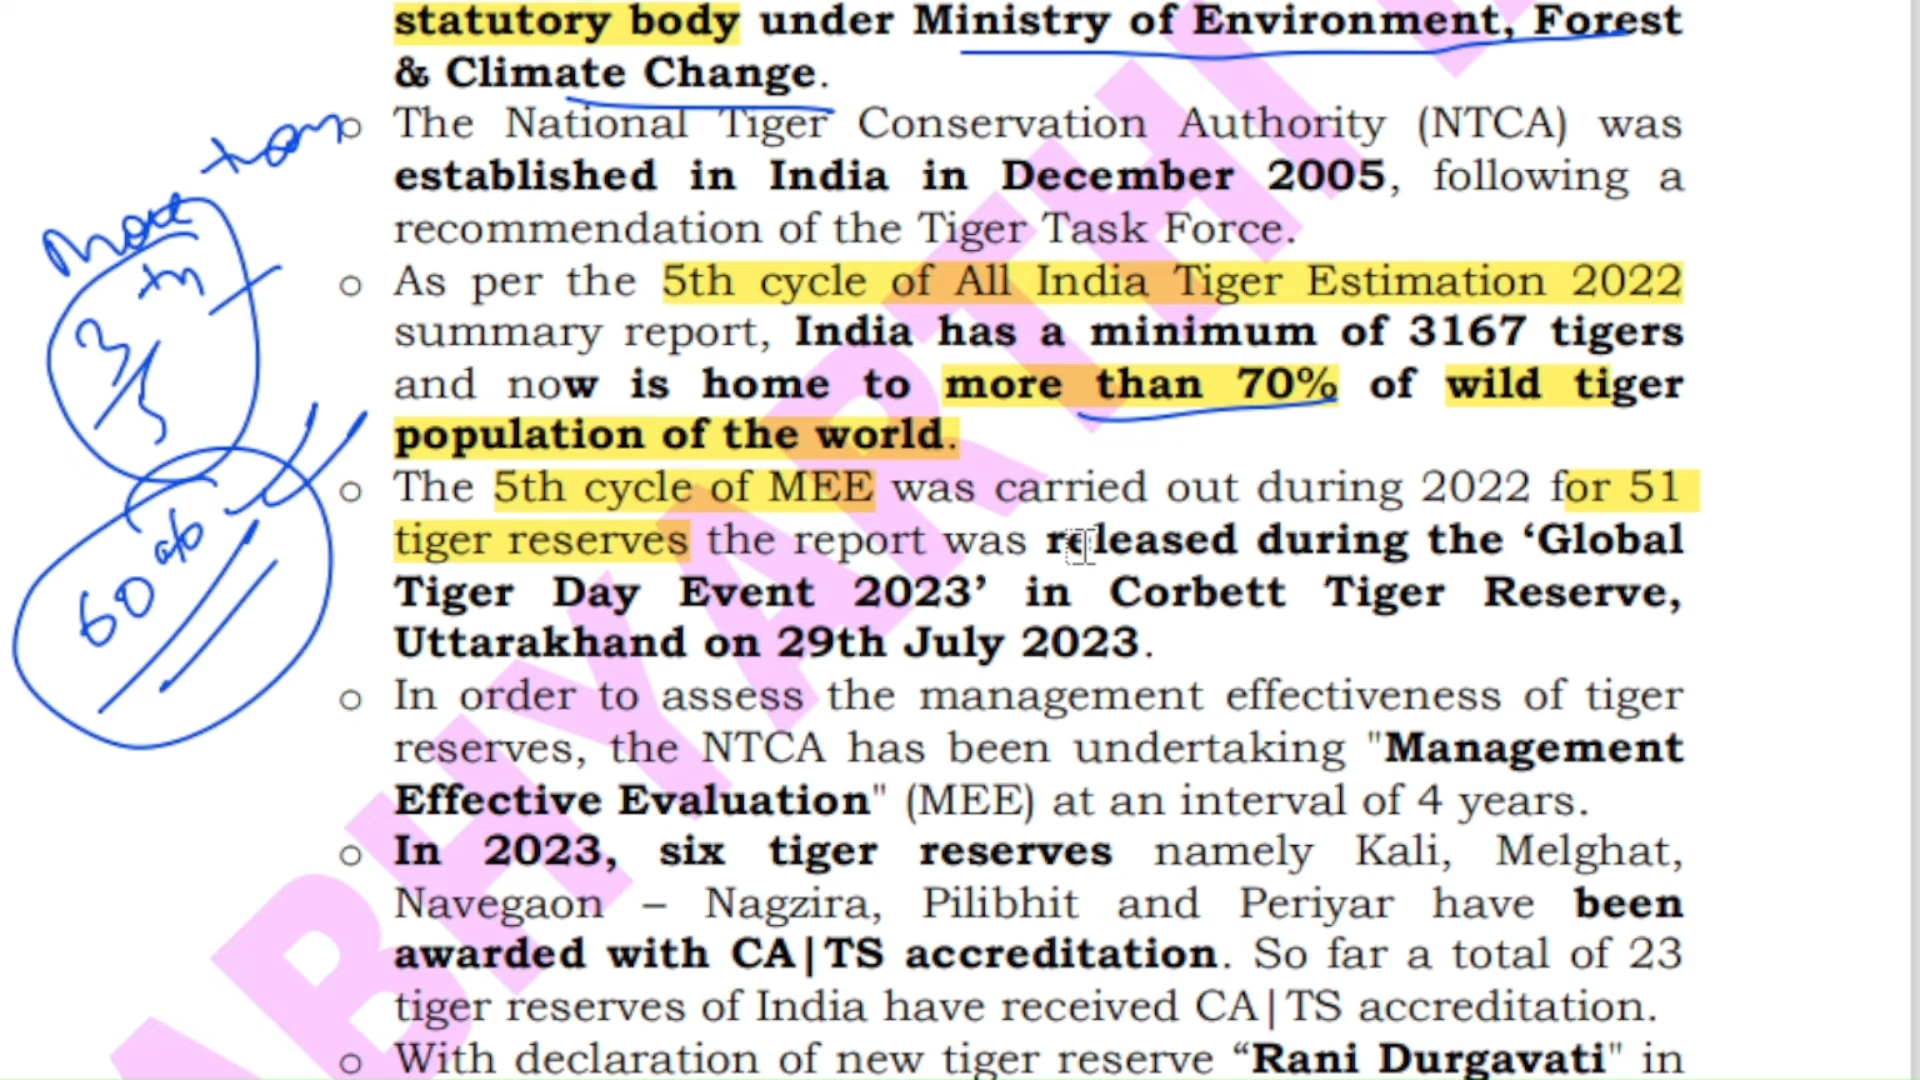 statutory body under Ministry of Environment, Forest
& Climate Change.
The National Tiger Conservation Authority (NTCA) was
established in India in December 2005, following a
recommendation of the Tiger Task Force.
As per the 5th cycle of All India Tiger Estimation 2022
summary report, India has a minimum of 3167 tigers
and now is home to more than 70% of wild tiger
population of the world.
The 5th cycle of MEE was carried out during 2022 for 51
tiger reserves the report was released during the ‘Global
Tiger Day Event 2023’ in Corbett Tiger Reserve,
Uttarakhand on 29th July 2023.
In order to assess the management effectiveness of tiger
reserves, the NTCA has been undertaking "Management
Effective Evaluation" (MEE) at an interval of 4 years.
In 2023, six tiger reserves namely Kali, Melghat,
Navegaon – Nagzira, Pilibhit and Periyar have been
awarded with CA|TS accreditation. So far a total of 23
tiger reserves of India have received CA|TS accreditation.
With declaration of new tiger reserve “Rani Durgavati" in
More
3/5
60%
ABHYARTHI